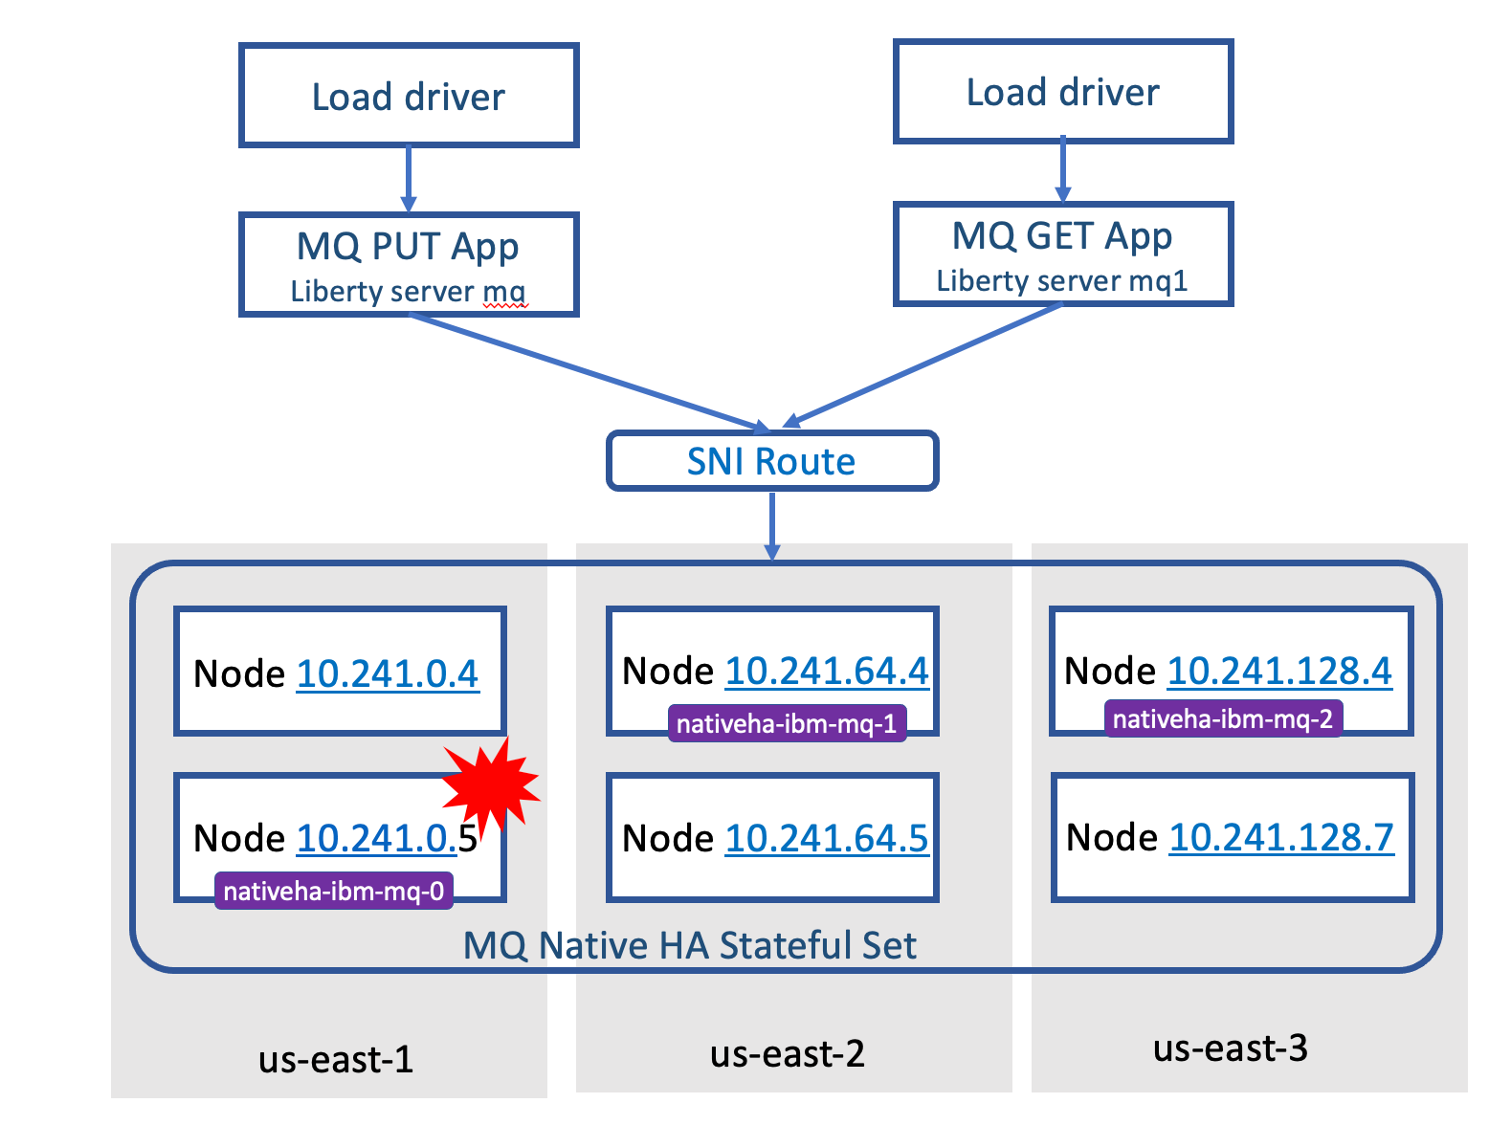 Load driver
Load driver
MQ PUT App
Liberty server mq
MQ GET App
Liberty server mq1
SNI Route
Node 10.241.0.4
Node 10.241.64.4
nativeha-ibm-mq-1
Node 10.241.128.4
nativeha-ibm-mq-2
Node 10.241.0.5
nativeha-ibm-mq-0
Node 10.241.64.5
Node 10.241.128.7
MQ Native HA Stateful Set
us-east-1
us-east-2
us-east-3